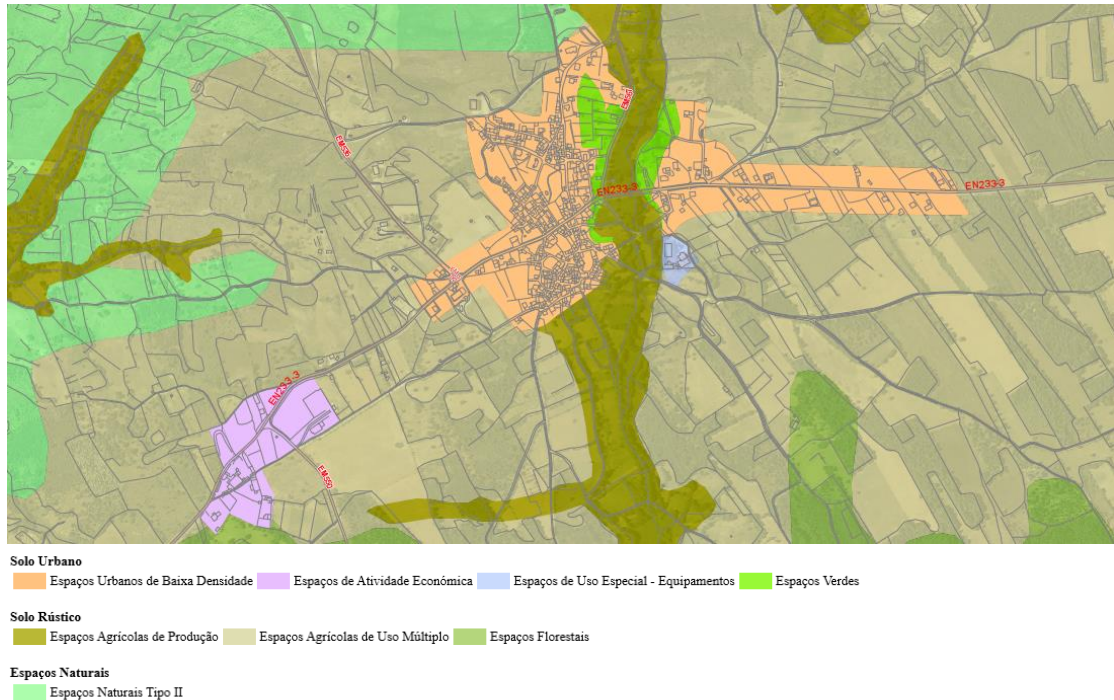 EM50
EM536
EN233-3
EN233-3
EN233-3
EM550
Solo Urbano
Espaços Urbanos de Baixa Densidade Espaços de Atividade Económica Espaços de Uso Especial - Equipamentos Espaços Verdes
Solo Rústico
Espaços Agrícolas de Produção Espaços Agrícolas de Uso Múltiplo Espaços Florestais
Espaços Naturais
Espaços Naturais Tipo II